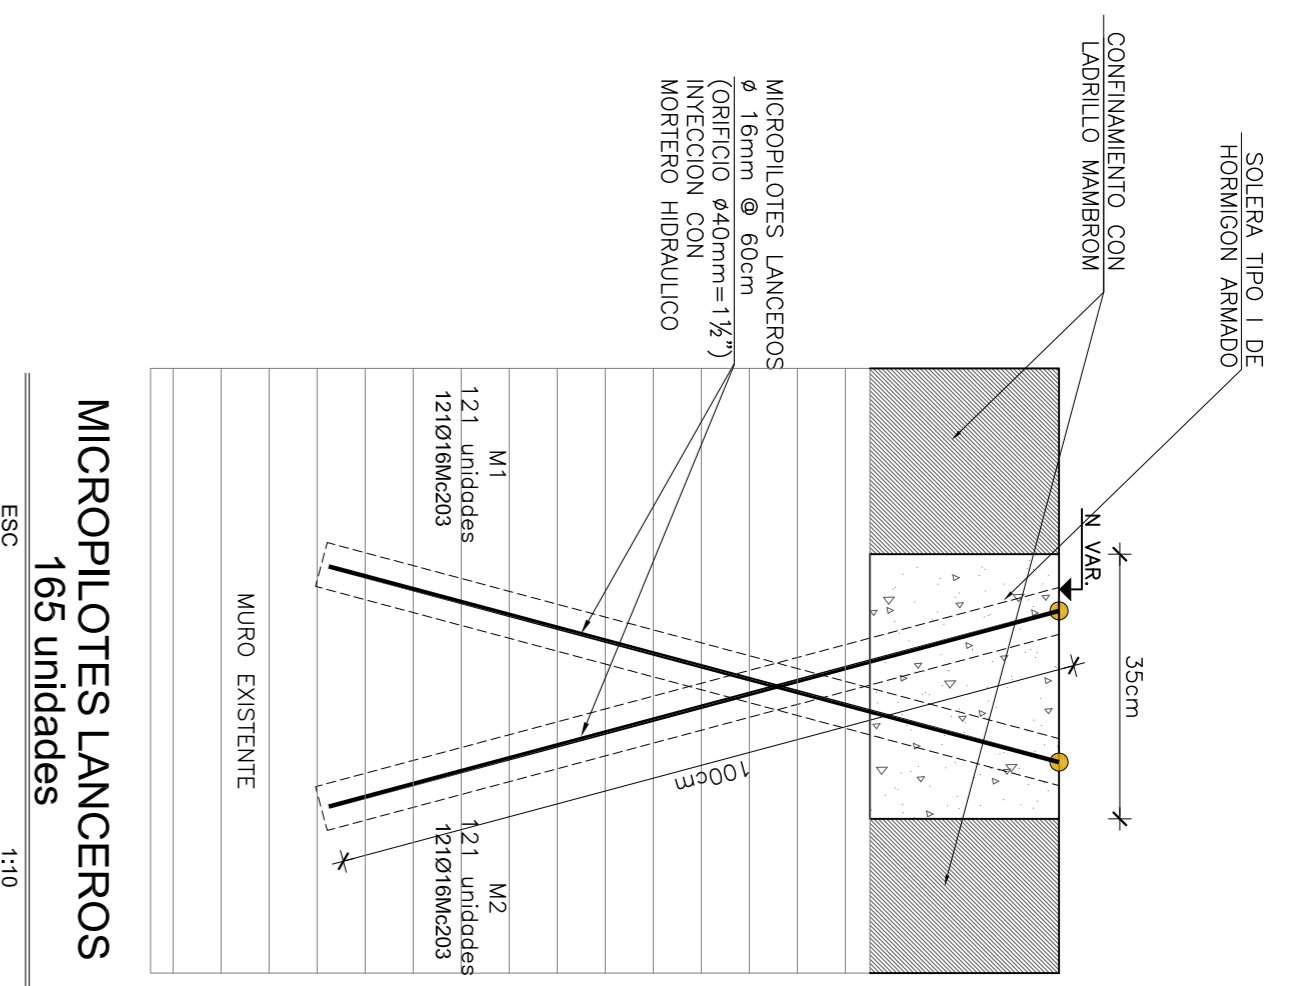 SOLERA TIPO I DE
HORMIGON ARMADO
CONFINAMIENTO CON
LADRILLO MAMBROM
N VAR.
35cm
MICROPILOTES LANCEROS
ø 16mm @ 60cm
(ORIFICIO ø40mm=1½")
INYECCION CON
MORTERO HIDRAULICO
100cm
M1
121 unidades
121Ø16Mc203
M2
121 unidades
121Ø16Mc203
MURO EXISTENTE
MICROPILOTES LANCEROS
165 unidades
ESC 1:10